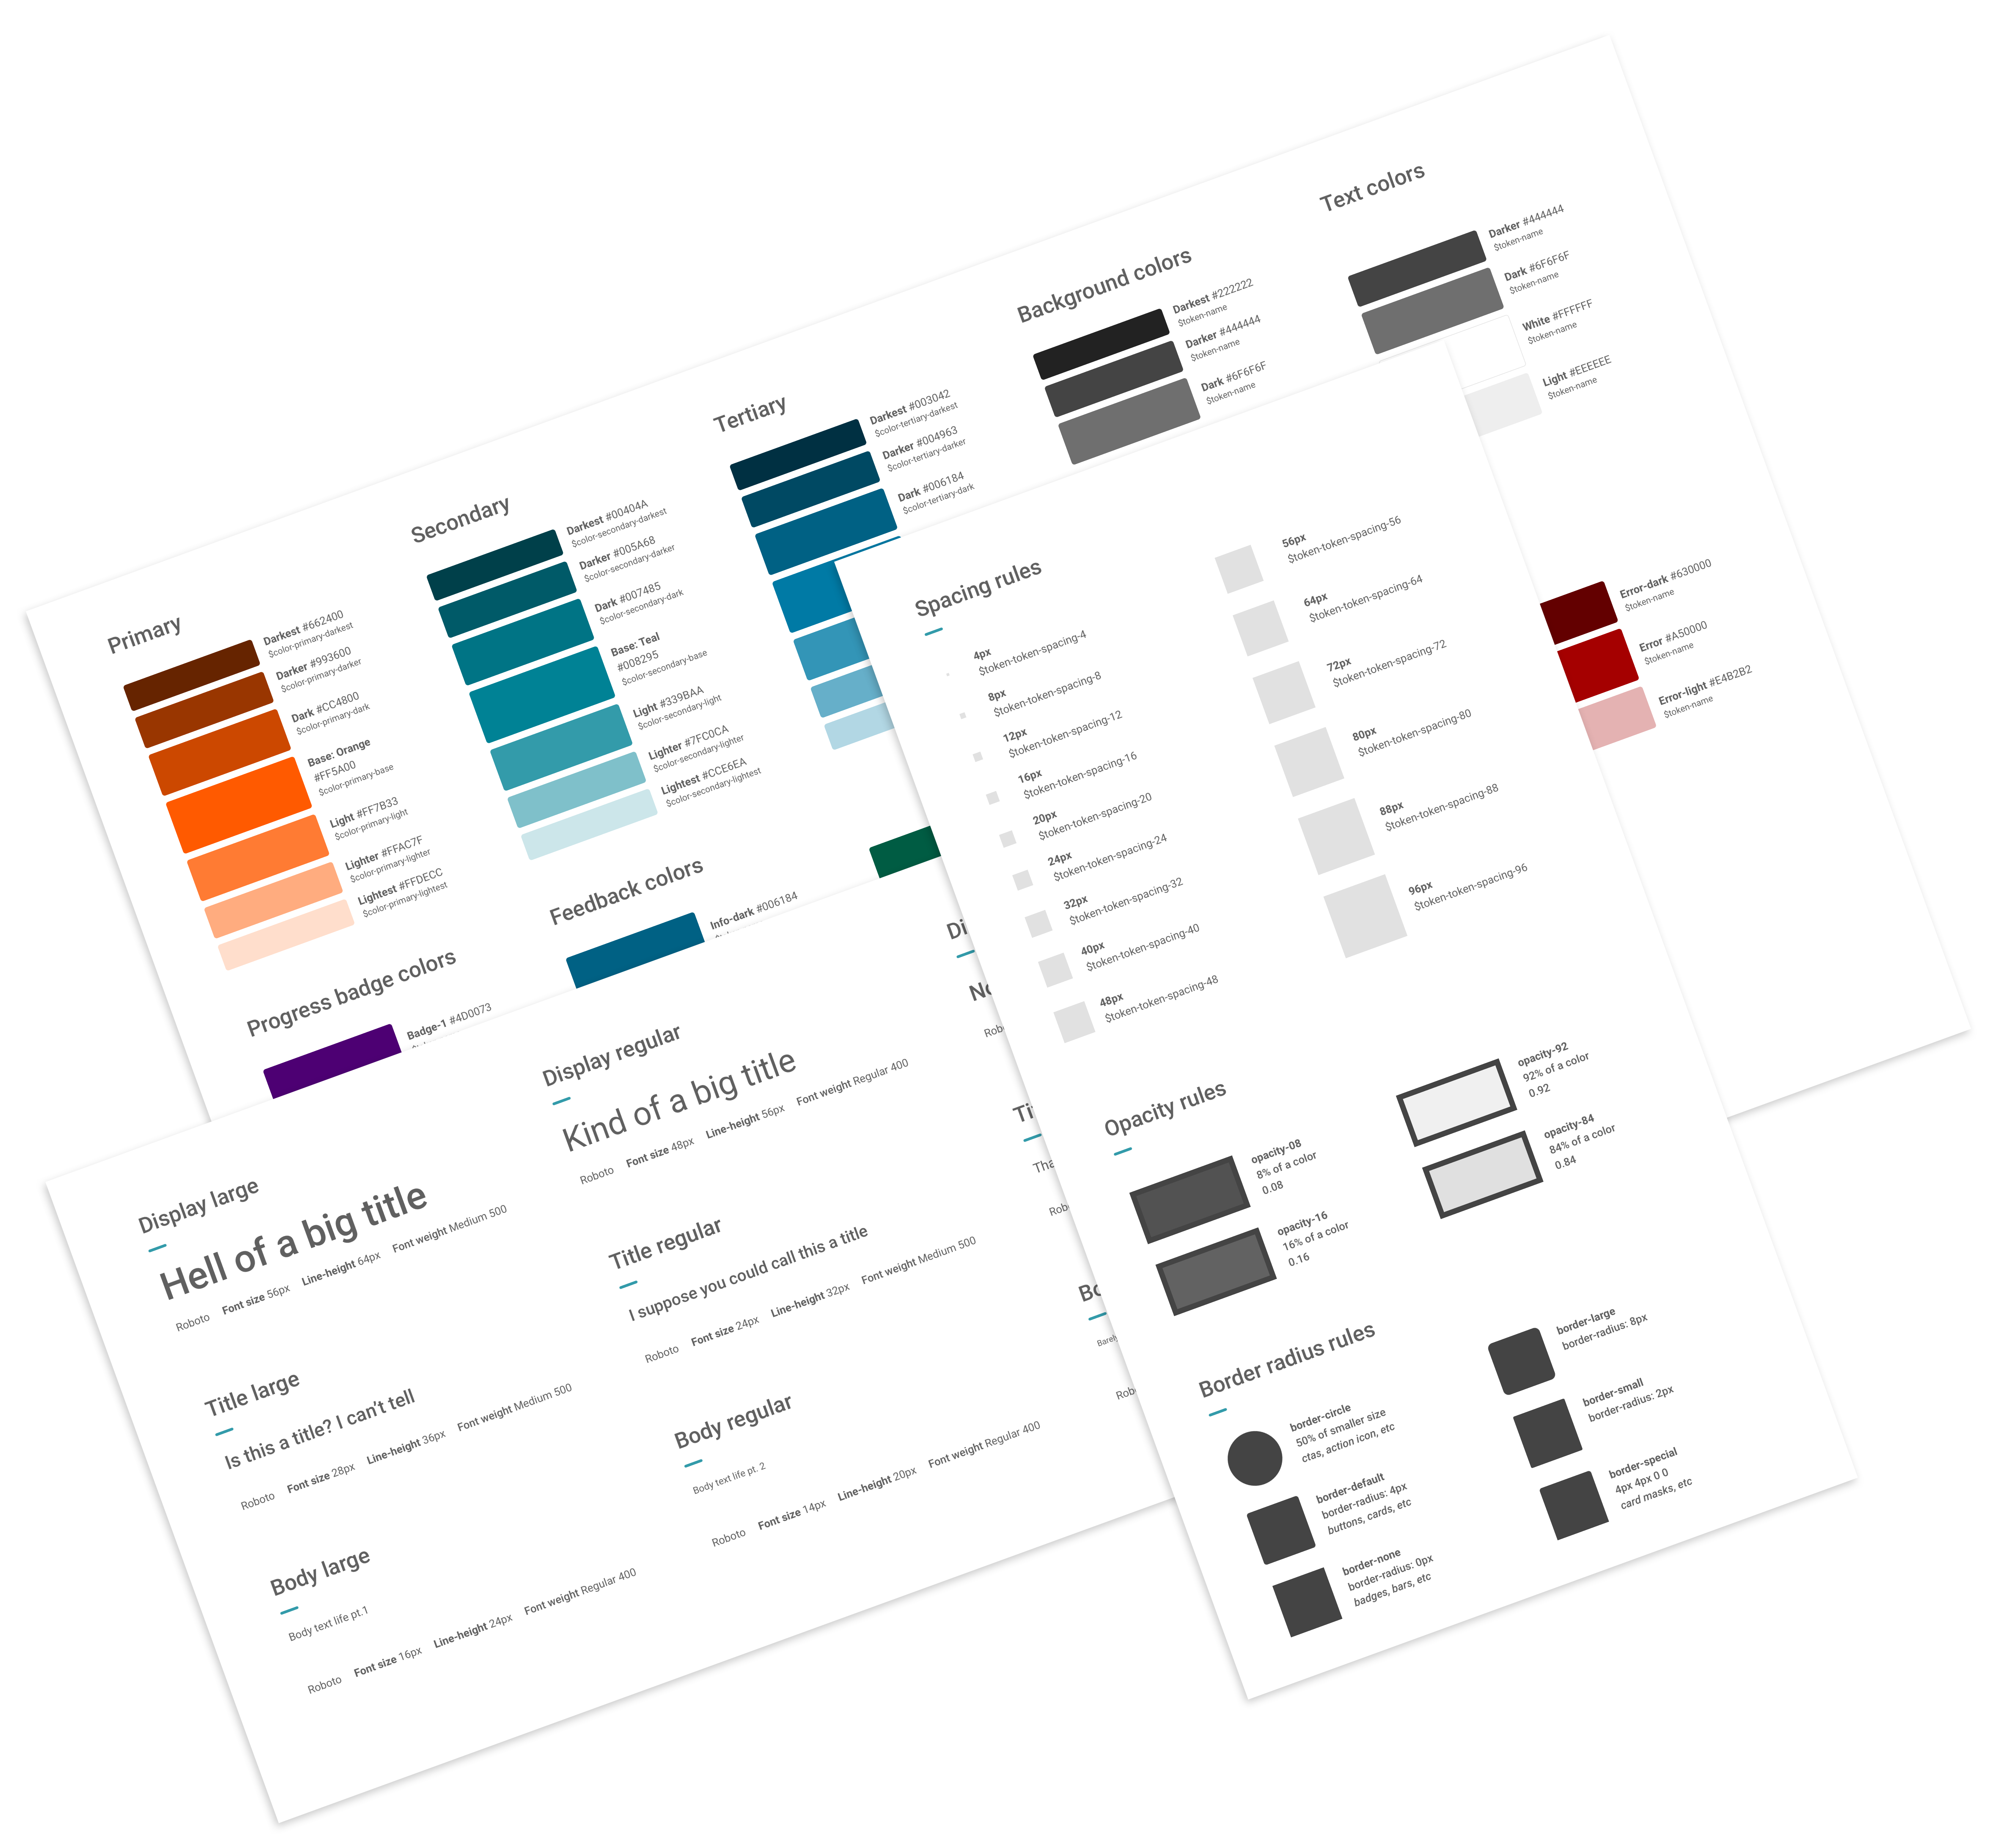 Primary
Darkest #662400
$color-primary-darkest
Darker #993600
$color-primary-darker
Dark #CC4800
$color-primary-dark
Base: Orange
#FF5A00
$color-primary-base
Light #FF7B33
$color-primary-light
Lighter #FFAC7F
$color-primary-lighter
Lightest #FFDECC
$color-primary-lightest
Secondary
Darkest #00404A
$color-secondary-darkest
Darker #005A68
$color-secondary-darker
Dark #007485
$color-secondary-dark
Base: Teal
#008295
$color-secondary-base
Light #339BAA
$color-secondary-light
Lighter #7FC0CA
$color-secondary-lighter
Lightest #CCE6EA
$color-secondary-lightest
Tertiary
Darkest #003042
$color-tertiary-darkest
Darker #004963
$color-tertiary-darker
Dark #006184
$color-tertiary-dark
Background colors
Darkest #222222
$token-name
Darker #444444
$token-name
Dark #6F6F6F
$token-name
Text colors
Darker #444444
$token-name
Dark #6F6F6F
$token-name
White #FFFFFF
$token-name
Light #EEEEEE
$token-name
Progress badge colors
Badge-1 #4D0073
Feedback colors
Info-dark #006184
Error-dark #630000
$token-name
Error #A50000
$token-name
Error-light #E4B2B2
$token-name
Display large
Hell of a big title
Roboto Font size 56px Line-height 64px Font weight Medium 500
Display regular
Kind of a big title
Roboto Font size 48px Line-height 56px Font weight Regular 400
Title large
Is this a title? I can't tell
Roboto Font size 28px Line-height 36px Font weight Medium 500
Title regular
I suppose you could call this a title
Roboto Font size 24px Line-height 32px Font weight Medium 500
Body large
Body text life pt.1
Roboto Font size 16px Line-height 24px Font weight Regular 400
Body regular
Body text life pt. 2
Roboto Font size 14px Line-height 20px Font weight Regular 400
Spacing rules
4px
$token-token-spacing-4
8px
$token-token-spacing-8
12px
$token-token-spacing-12
16px
$token-token-spacing-16
20px
$token-token-spacing-20
24px
$token-token-spacing-24
32px
$token-token-spacing-32
40px
$token-token-spacing-40
48px
$token-token-spacing-48
56px
$token-token-spacing-56
64px
$token-token-spacing-64
72px
$token-token-spacing-72
80px
$token-token-spacing-80
88px
$token-token-spacing-88
96px
$token-token-spacing-96
Opacity rules
opacity-08
8% of a color
0.08
opacity-16
16% of a color
0.16
opacity-92
92% of a color
0.92
opacity-84
84% of a color
0.84
Border radius rules
border-circle
50% of smaller size
ctas, action icon, etc
border-default
border-radius: 4px
buttons, cards, etc
border-none
border-radius: 0px
badges, bars, etc
border-large
border-radius: 8px
border-small
border-radius: 2px
border-special
4px 4px 0 0
card masks, etc